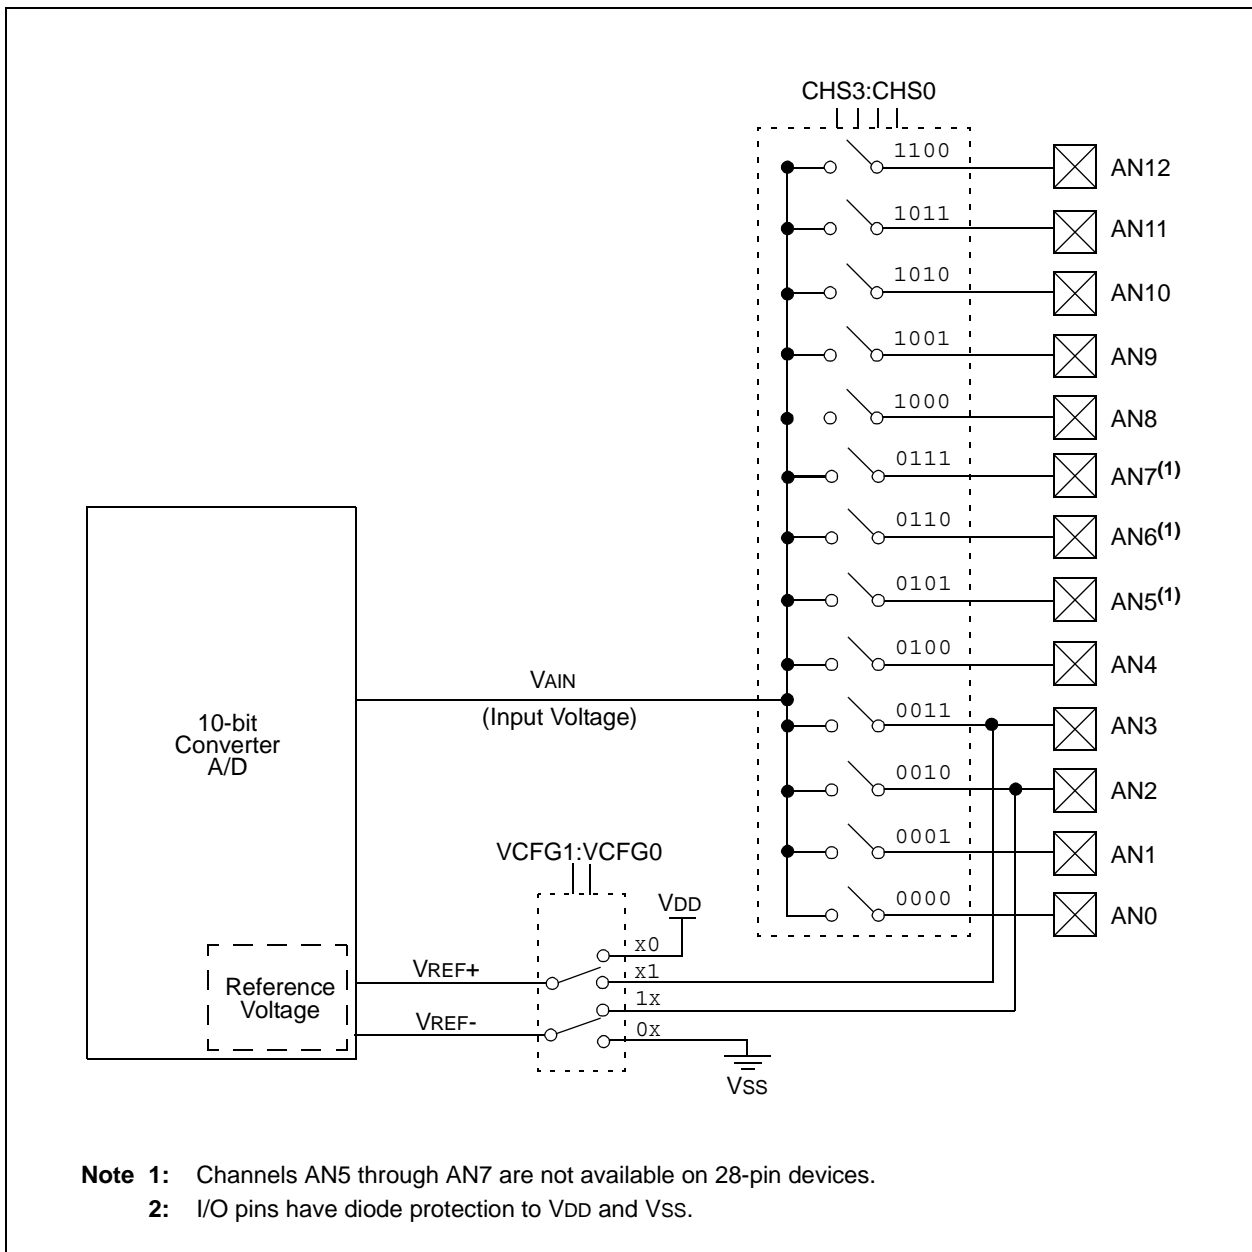 CHS3:CHS0
1100
AN12
1011
AN11
1010
AN10
1001
AN9
1000
AN8
0111
AN7(1)
0110
AN6(1)
0101
AN5(1)
0100
AN4
VAIN
(Input Voltage)
0011
AN3
10-bit
Converter
A/D
0010
AN2
0001
AN1
VCFG1:VCFG0
0000
AN0
VDD
x0
VREF+
x1
Reference
Voltage
1x
VREF-
0x
VSS
Note 1: Channels AN5 through AN7 are not available on 28-pin devices.
2: I/O pins have diode protection to VDD and VSS.